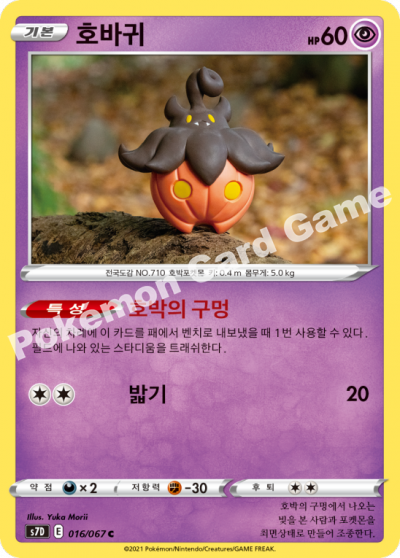 기본 호바귀 HP60
전국도감 NO.710 호박포켓몬 키: 0.4 m 몸무게: 5.0 kg
Pokémon Card Game
특성 호박의 구멍
자신의 차례에 이 카드를 패에서 벤치로 내보냈을 때 1번 사용할 수 있다.
필드에 나와 있는 스타디움을 트래쉬한다.
밟기 20
약점 ×2 저항력 -30 후퇴
Illus. Yuka Morii
s7D E 016/067 C
호박의 구멍에서 나오는
빛을 본 사람과 포켓몬을
최면상태로 만들어 조종한다.
©2021 Pokémon/Nintendo/Creatures/GAME FREAK.